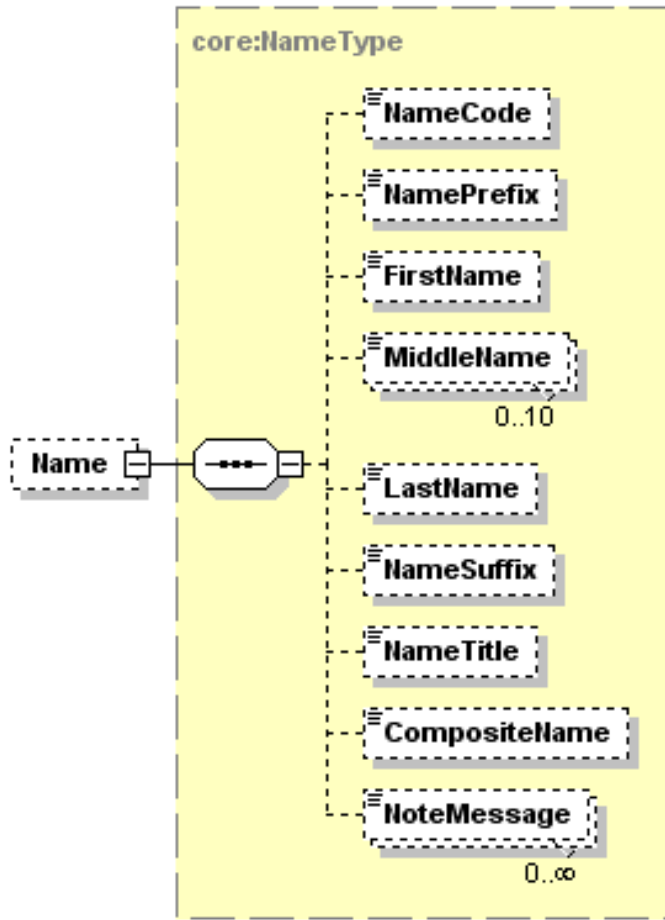 core:NameType
NameCode
NamePrefix
FirstName
MiddleName
0..10
Name
LastName
NameSuffix
NameTitle
CompositeName
NoteMessage
0..∞